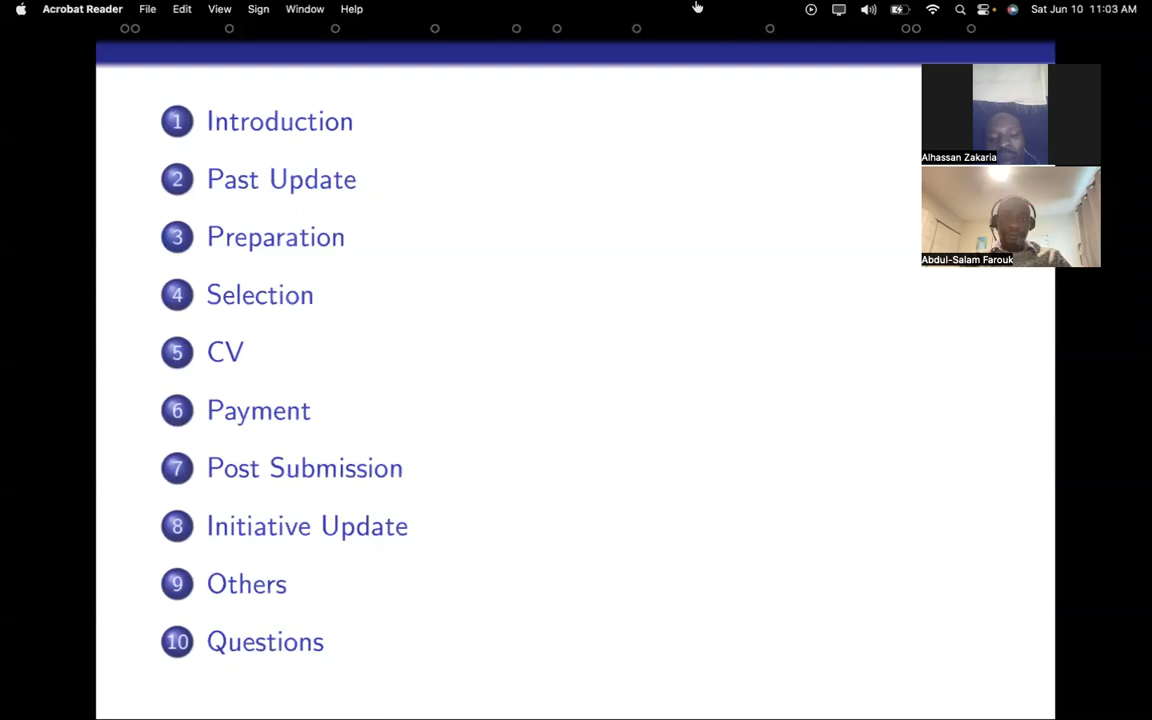 Acrobat Reader File Edit View Sign Window Help Sat Jun 10 11:03 AM
1 Introduction
2 Past Update
3 Preparation
4 Selection
5 CV
6 Payment
7 Post Submission
8 Initiative Update
9 Others
10 Questions
Alhassan Zakaria
Abdul-Salam Farouk